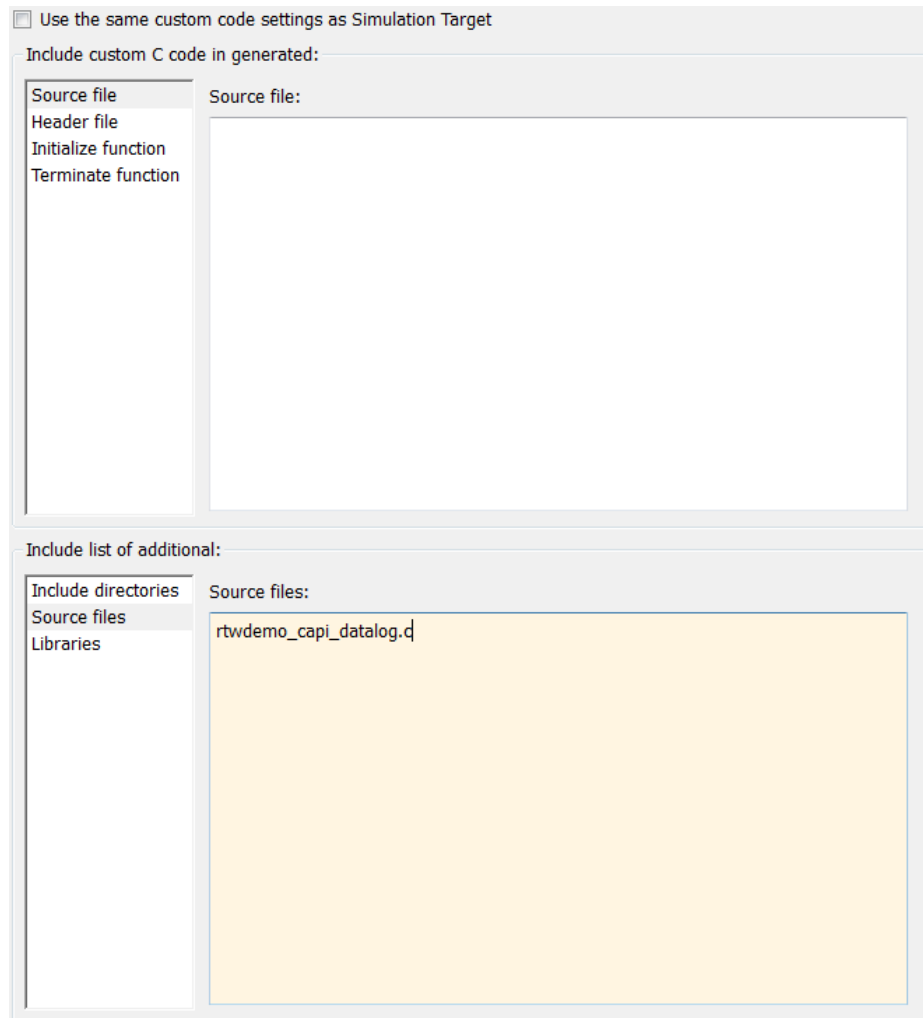 Use the same custom code settings as Simulation Target
Include custom C code in generated:
Source file
Header file
Initialize function
Terminate function
Source file:
Include list of additional:
Include directories
Source files
Libraries
Source files:
rtwdemo_capi_datalog.c